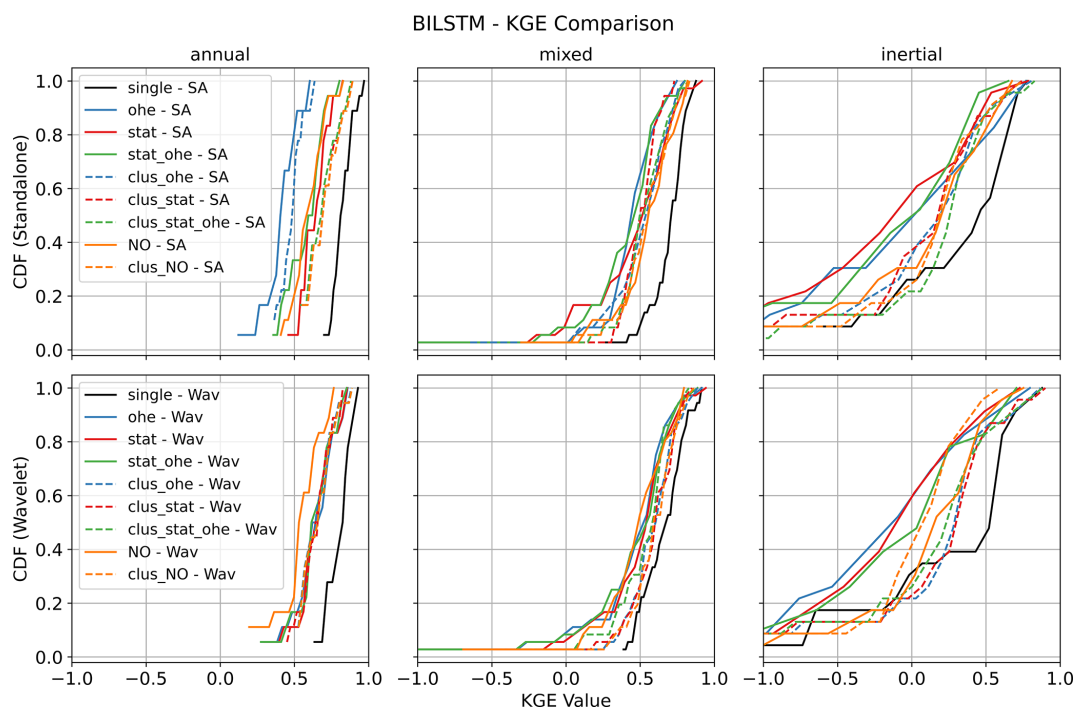 BILSTM - KGE Comparison
annual
mixed
inertial
CDF (Standalone)
1.0
0.8
0.6
0.4
0.2
0.0
single - SA
ohe - SA
stat - SA
stat_ohe - SA
clus_ohe - SA
clus_stat - SA
clus_stat_ohe - SA
NO - SA
clus_NO - SA
CDF (Wavelet)
1.0
0.8
0.6
0.4
0.2
0.0
single - Wav
ohe - Wav
stat - Wav
stat_ohe - Wav
clus_ohe - Wav
clus_stat - Wav
clus_stat_ohe - Wav
NO - Wav
clus_NO - Wav
−1.0 −0.5 0.0 0.5 1.0
−1.0 −0.5 0.0 0.5 1.0
−1.0 −0.5 0.0 0.5 1.0
KGE Value